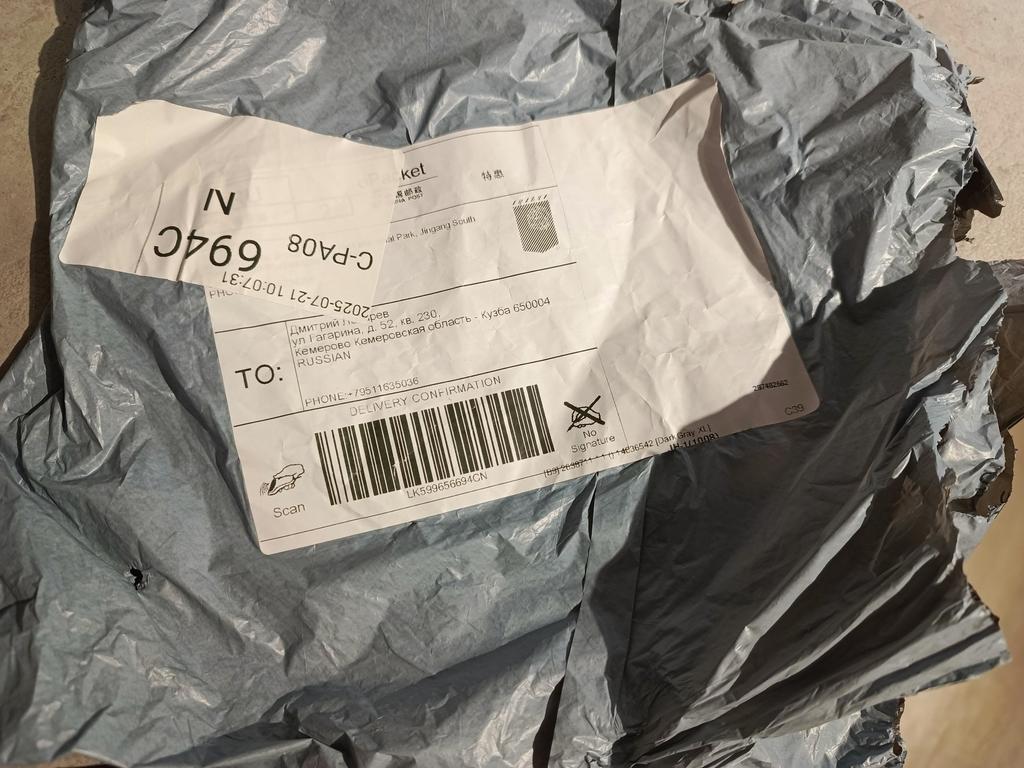 特惠
al Park, Jingang South
N
694C
C-PA08
2025-07-21 10:07:31
TO:
Дмитрий
ул Гагарина, д. 52, кв. 230,
Кемерово Кемеровская область - Кузба 650004
RUSSIAN
PHONE:+79511635036
DELIVERY CONFIRMATION
Scan
LK599656694CN
No
Signature
C39